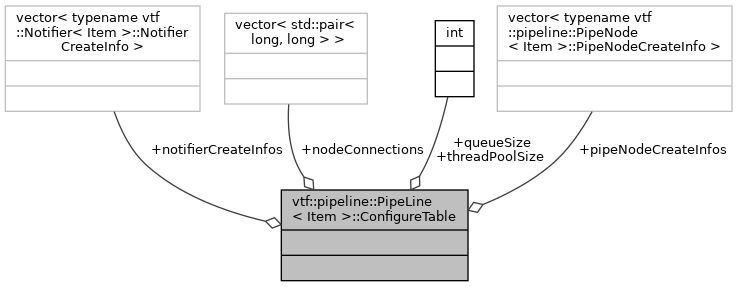 vector< typename vtf
::Notifier< Item >::Notifier
CreateInfo >
vector< std::pair<
long, long > >
int
vector< typename vtf
::pipeline::PipeNode
< Item >::PipeNodeCreateInfo >
+notifierCreateInfos
+nodeConnections
+queueSize
+threadPoolSize
+pipeNodeCreateInfos
vtf::pipeline::PipeLine
< Item >::ConfigureTable